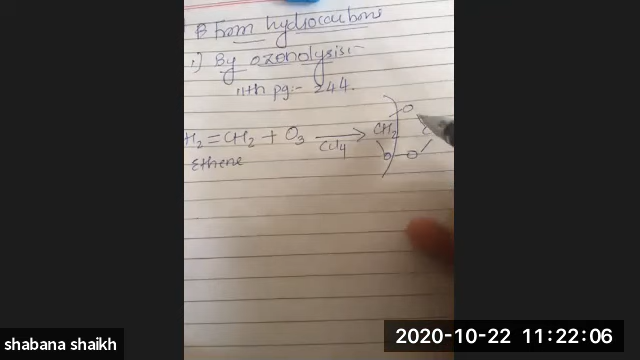 B From hydrocarbons
1) By ozonolysis:-
11th pg:- 244.
H2 = CH2 + O3 → CH2 O
CCl4
O - O
Ethene
shabana shaikh
2020-10-22 11:22:06